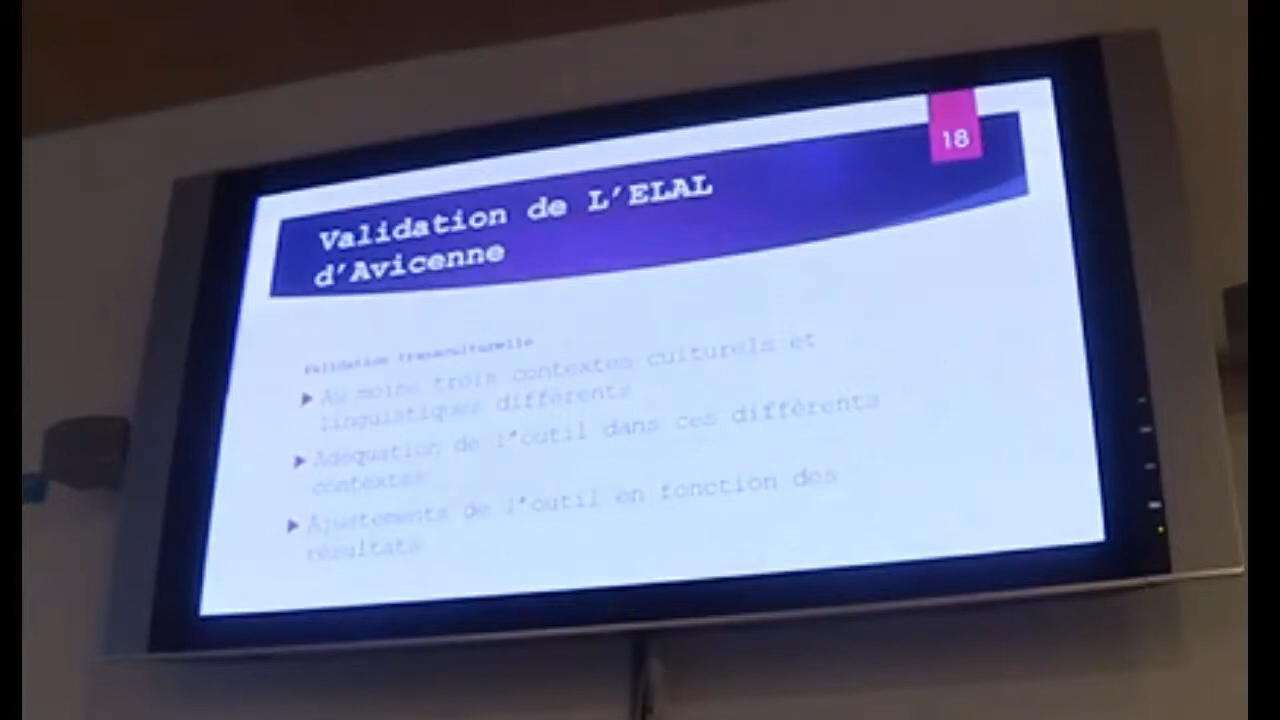 18
Validation de L'ELAL
d'Avicenne
Validation transculturelle
Au moins trois contextes culturels et
linguistiques différents
Adéquation de l'outil dans ces différents
contextes
Ajustements de l'outil en fonction des
résultats